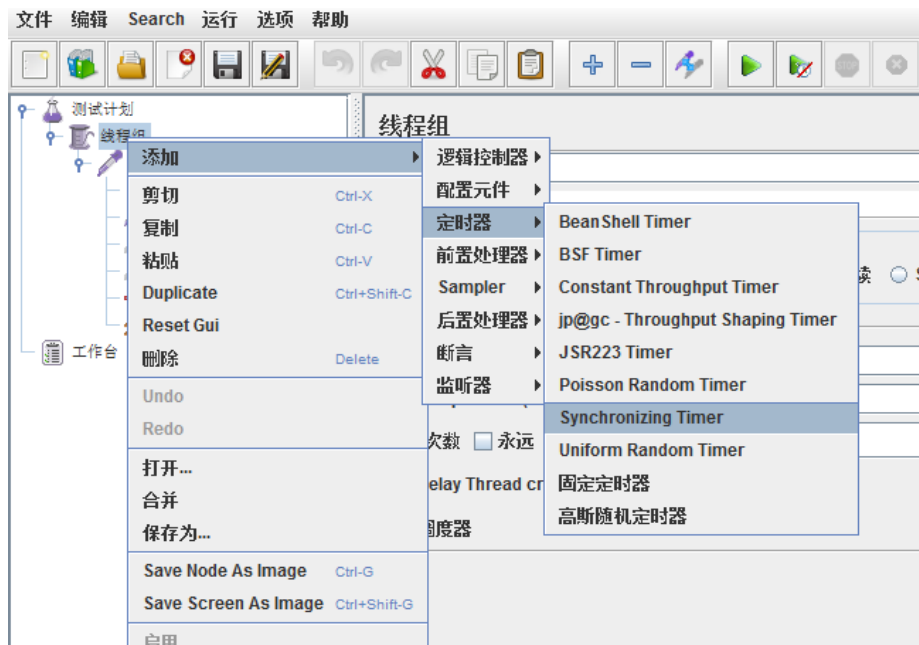 文件 编辑 Search 运行 选项 帮助
测试计划
线程组
工作台
线程组
添加
剪切 Ctrl-X
复制 Ctrl-C
粘贴 Ctrl-V
Duplicate Ctrl+Shift-C
Reset Gui
删除 Delete
Undo
Redo
打开...
合并
保存为...
Save Node As Image Ctrl-G
Save Screen As Image Ctrl+Shift-G
启用
逻辑控制器
配置元件
定时器
前置处理器
Sampler
后置处理器
断言
监听器
BeanShell Timer
BSF Timer
Constant Throughput Timer
jp@gc - Throughput Shaping Timer
JSR223 Timer
Poisson Random Timer
Synchronizing Timer
Uniform Random Timer
固定定时器
高斯随机定时器
次数 永远
elay Thread cr
度器